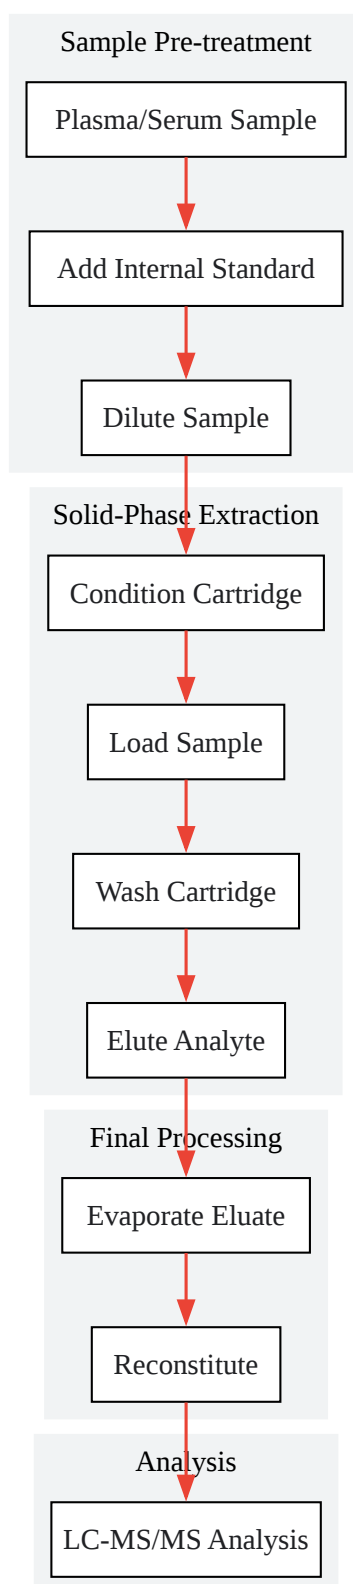 Sample Pre-treatment
Plasma/Serum Sample
Add Internal Standard
Dilute Sample
Solid-Phase Extraction
Condition Cartridge
Load Sample
Wash Cartridge
Elute Analyte
Final Processing
Evaporate Eluate
Reconstitute
Analysis
LC-MS/MS Analysis